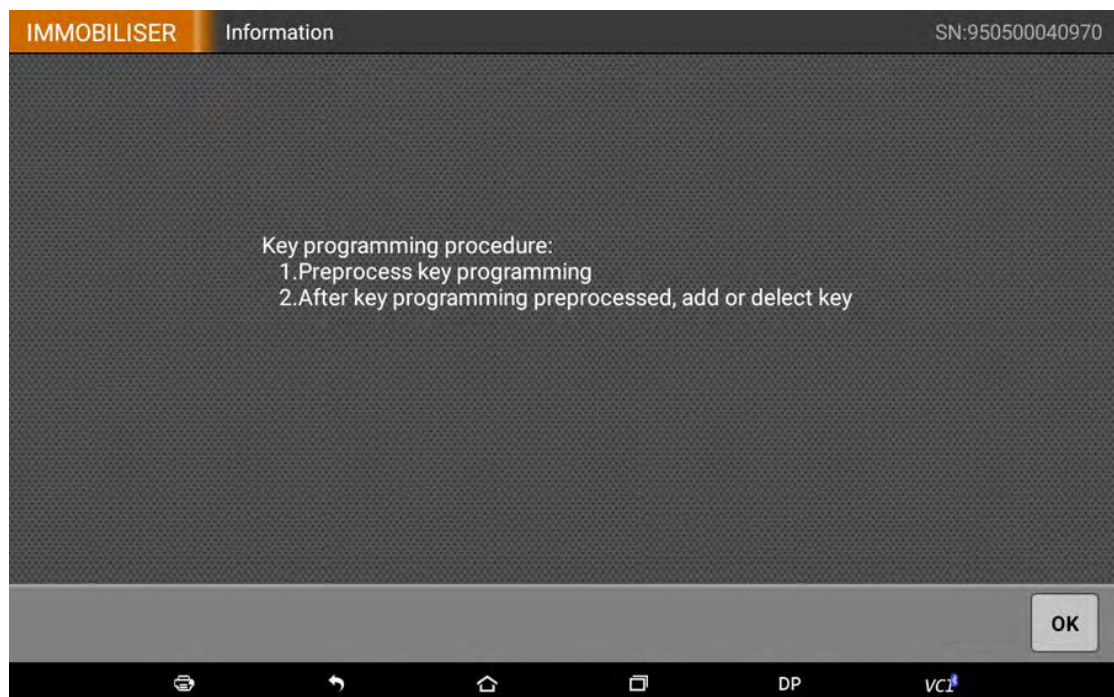 IMMOBILISER Information SN:950500040970
Key programming procedure:
1.Preprocess key programming
2.After key programming preprocessed, add or delect key
OK
DP VCI